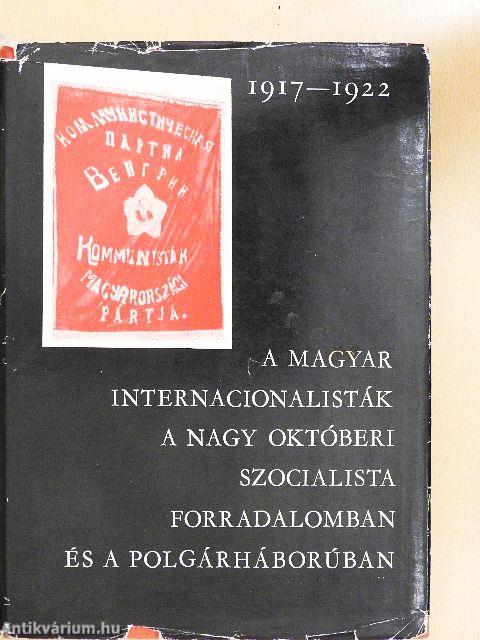 1917—1922
КОММУНИСТИЧЕСКАЯ
ПАРТИЯ
ВЕНГРИИ
KOMMUNISTÁK
MAGYARORSZÁGI
PÁRTJA.
A MAGYAR
INTERNACIONALISTÁK
A NAGY OKTÓBERI
SZOCIALISTA
FORRADALOMBAN
ÉS A POLGÁRHÁBORÚBAN
Antikvárium.hu